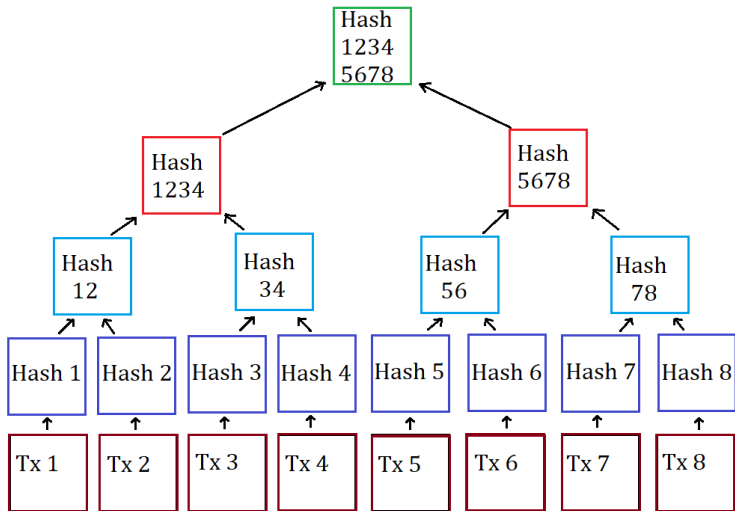 Hash
1234
5678
Hash
1234
Hash
5678
Hash
12
Hash
34
Hash
56
Hash
78
Hash 1
Hash 2
Hash 3
Hash 4
Hash 5
Hash 6
Hash 7
Hash 8
Tx 1
Tx 2
Tx 3
Tx 4
Tx 5
Tx 6
Tx 7
Tx 8